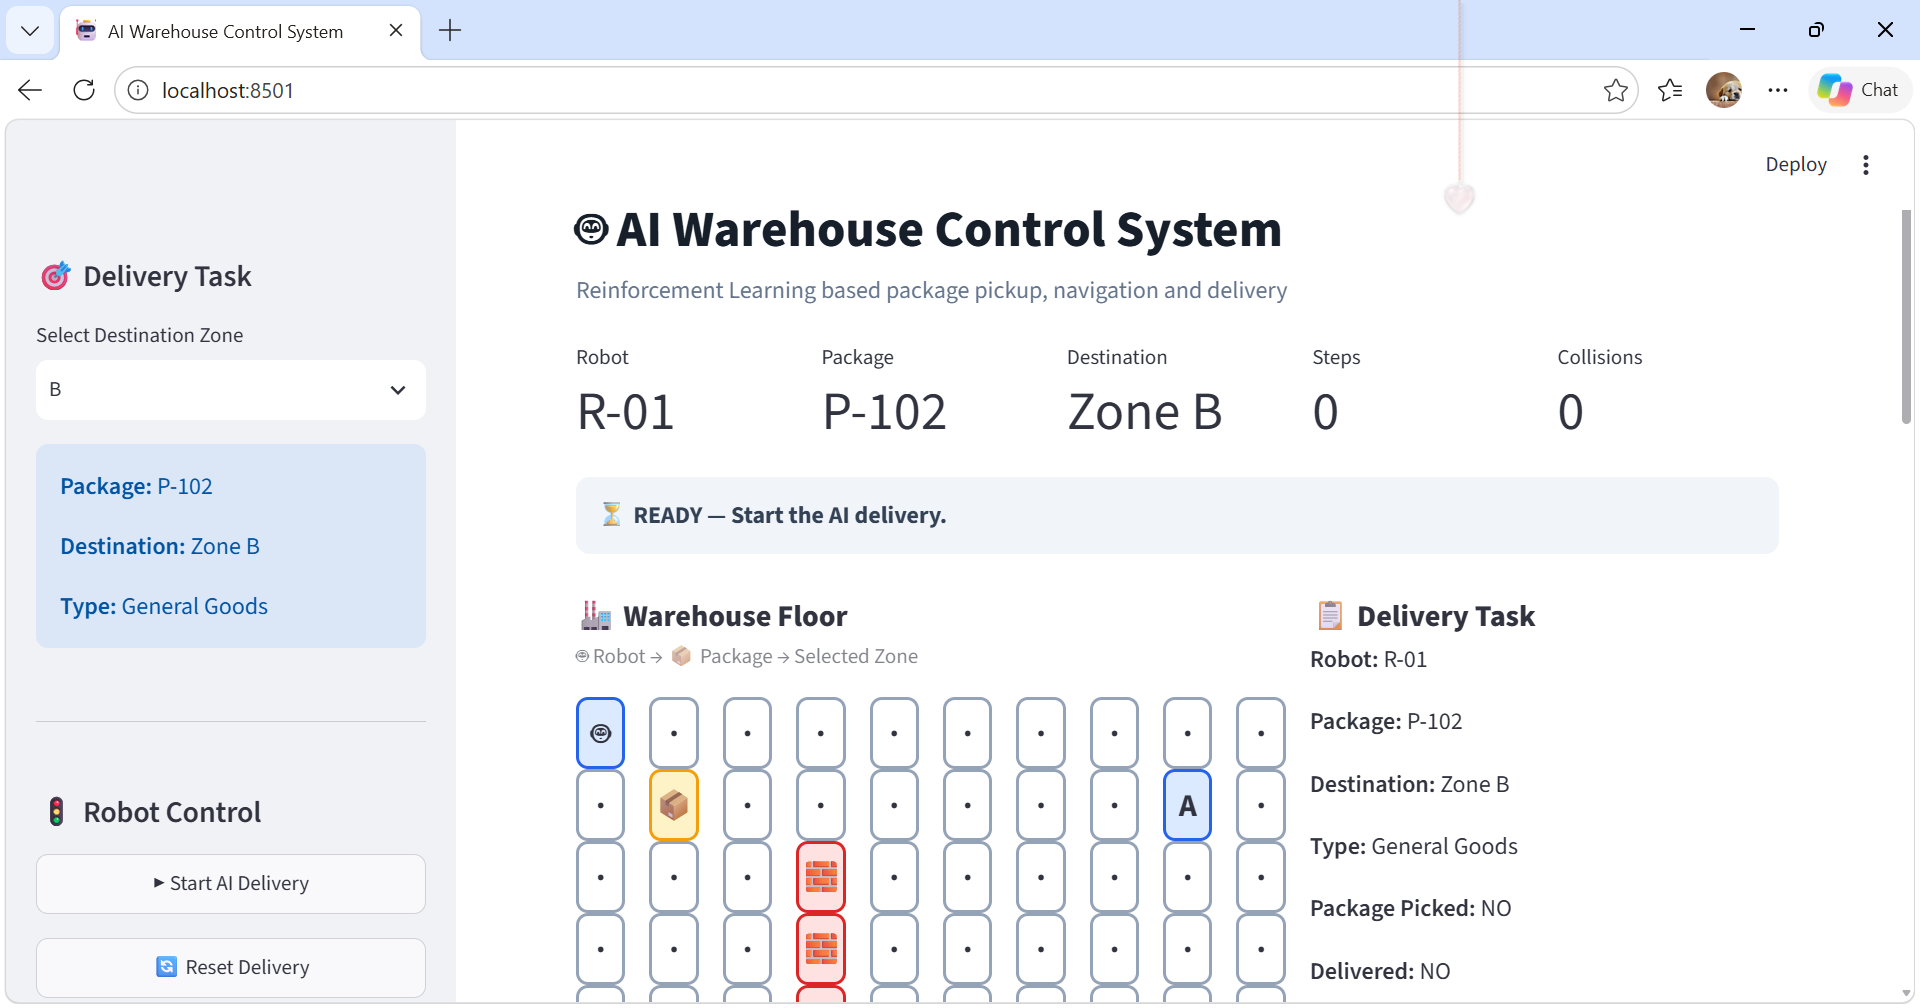 AI Warehouse Control System
localhost:8501
Chat
Deploy
Delivery Task
Select Destination Zone
B
Package: P-102
Destination: Zone B
Type: General Goods
Robot Control
Start AI Delivery
Reset Delivery
AI Warehouse Control System
Reinforcement Learning based package pickup, navigation and delivery
Robot Package Destination Steps Collisions
R-01 P-102 Zone B 0 0
READY — Start the AI delivery.
Warehouse Floor
Robot → Package → Selected Zone
A
Delivery Task
Robot: R-01
Package: P-102
Destination: Zone B
Type: General Goods
Package Picked: NO
Delivered: NO